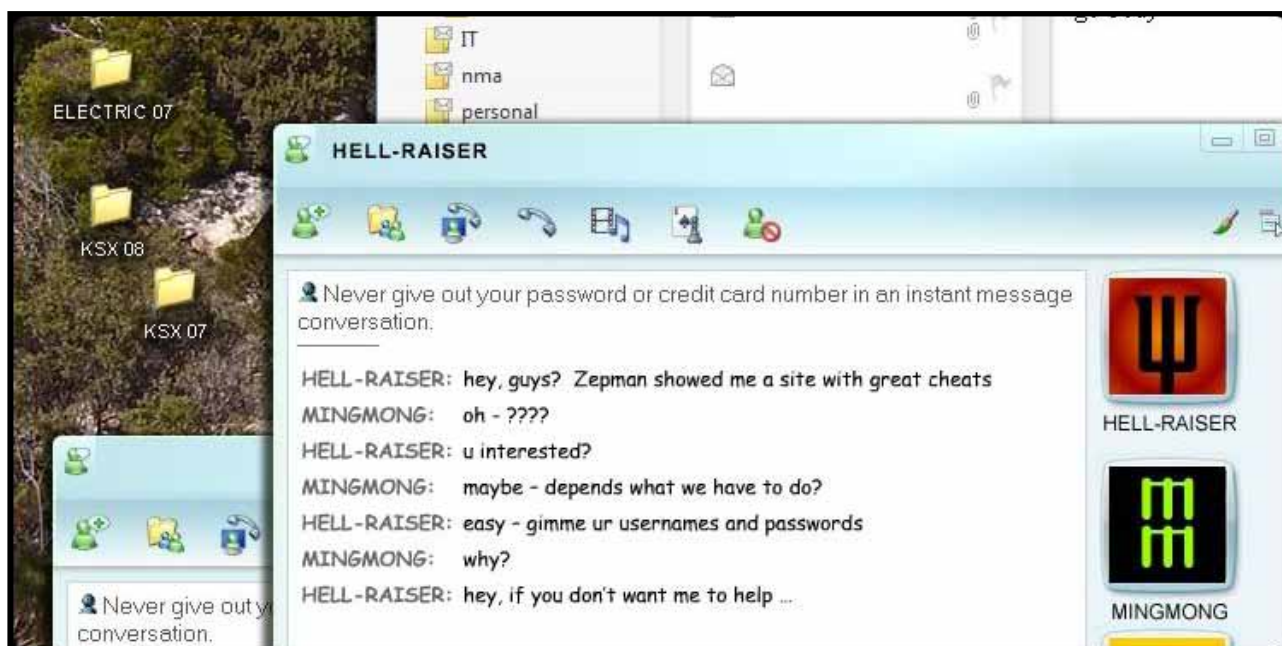 IT
nma
personal
ELECTRIC 07
KSX 08
KSX 07
HELL-RAISER
Never give out your password or credit card number in an instant message
conversation.
HELL-RAISER: hey, guys? Zepman showed me a site with great cheats
MINGMONG: oh - ????
HELL-RAISER: u interested?
MINGMONG: maybe - depends what we have to do?
HELL-RAISER: easy - gimme ur usernames and passwords
MINGMONG: why?
HELL-RAISER: hey, if you don't want me to help ...
HELL-RAISER
MINGMONG
Never give out y
conversation.